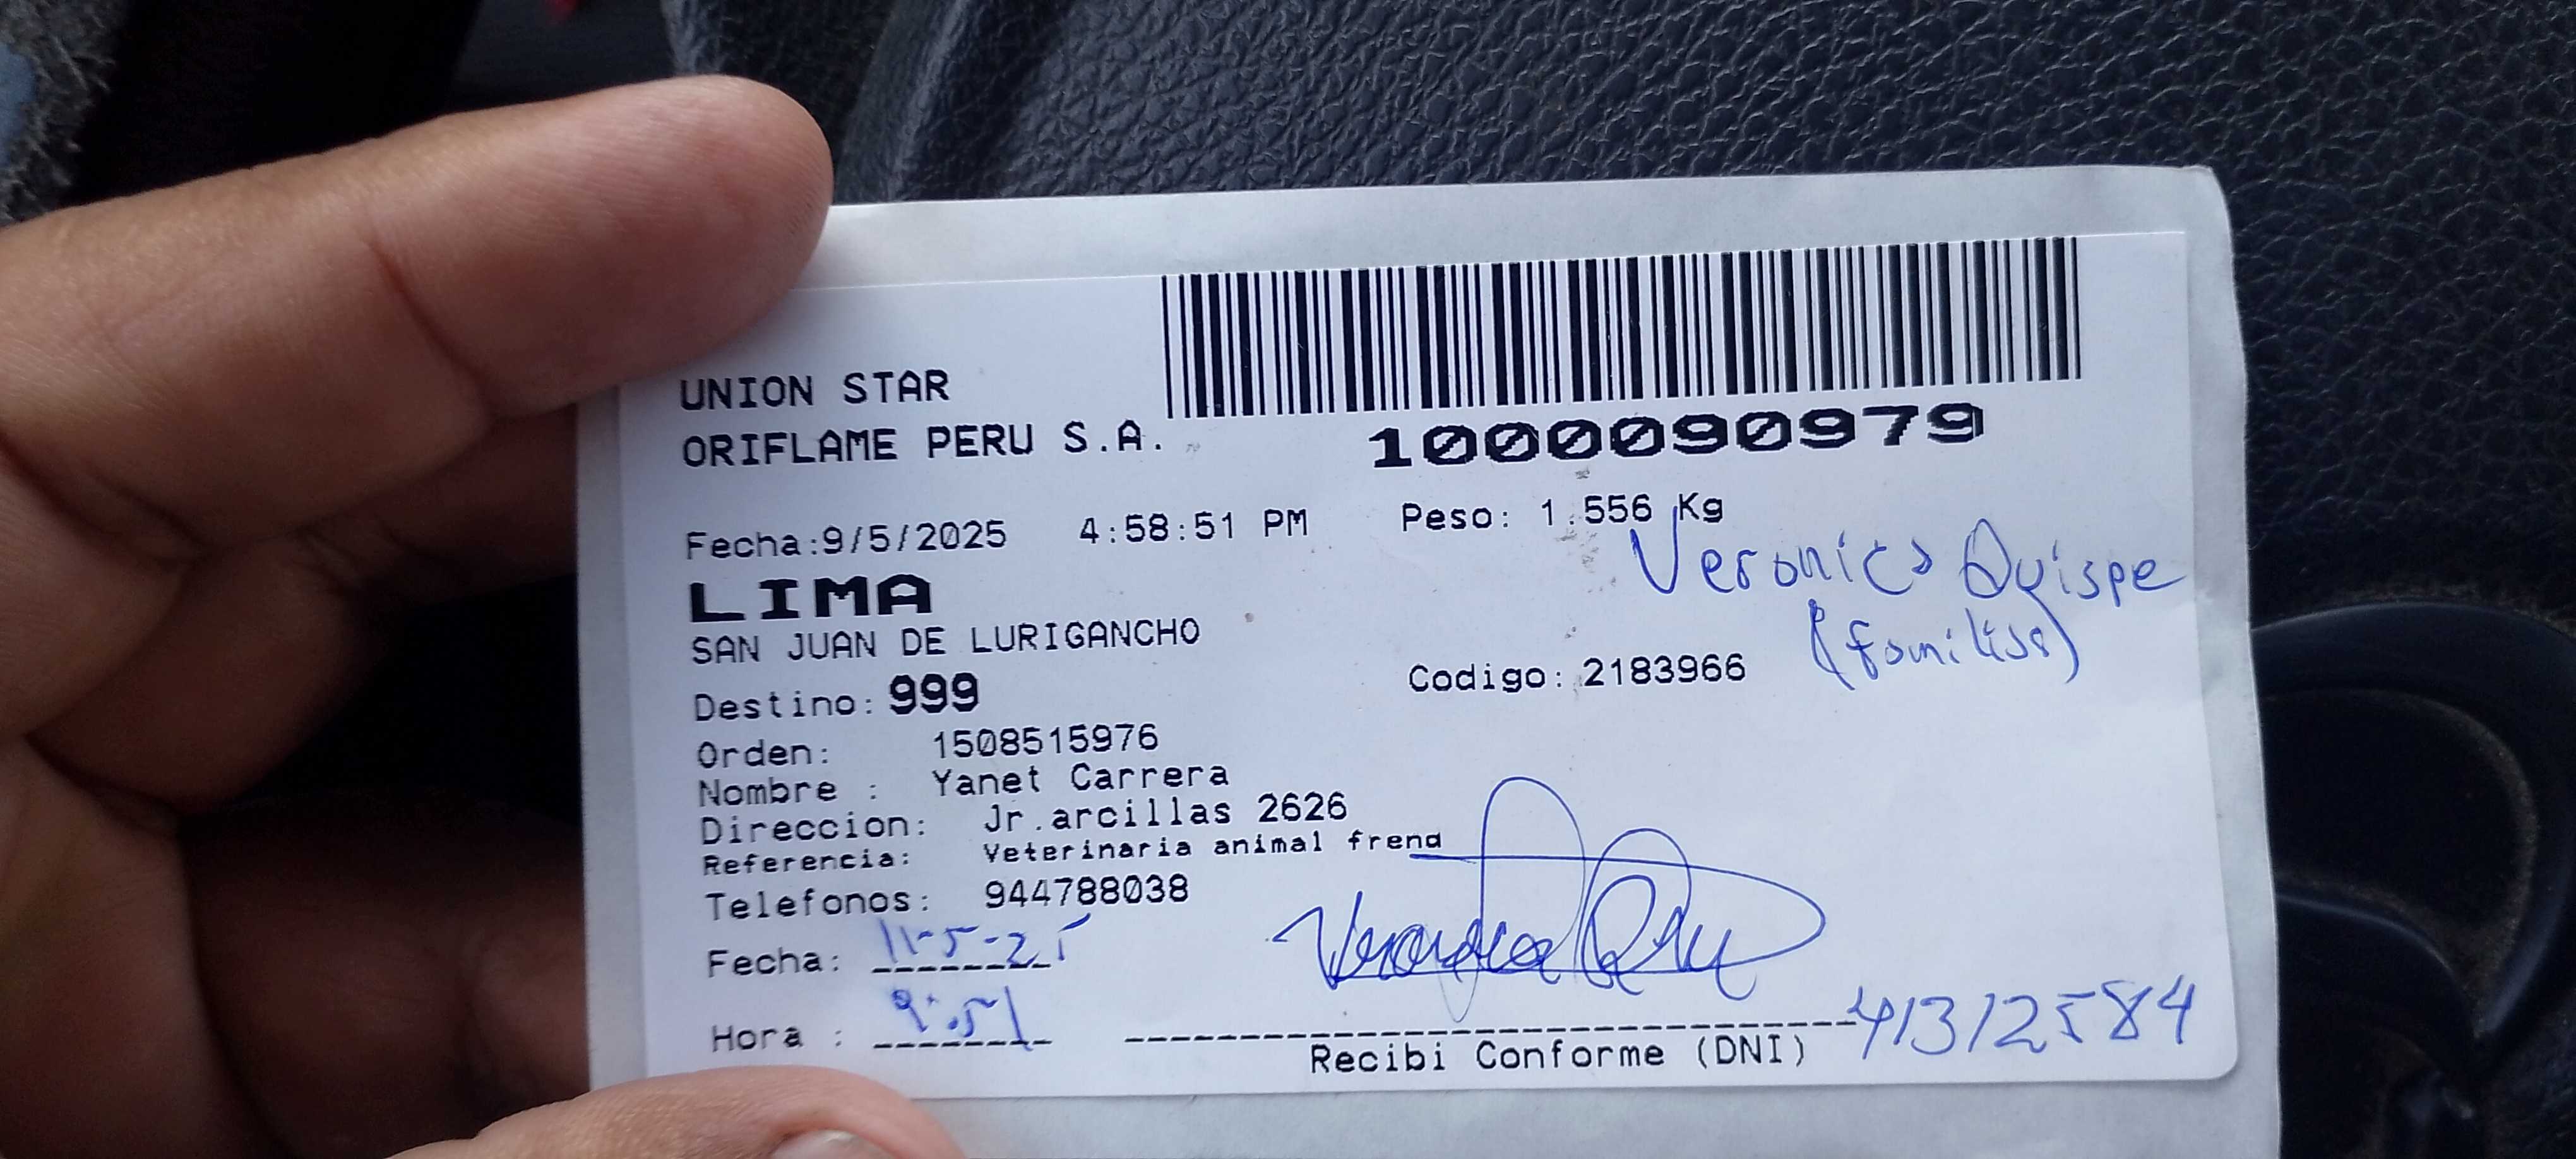 UNION STAR
ORIFLAME PERU S.A.
1000090979
Fecha:9/5/2025 4:58:51 PM Peso: 1.556 Kg
Veronica Quispe
(familiar)
LIMA
SAN JUAN DE LURIGANCHO
Destino: 999 Codigo: 2183966
Orden: 1508515976
Nombre : Yanet Carrera
Direccion: Jr.arcillas 2626
Referencia: Veterinaria animal frend
Telefonos: 944788038
Fecha: 11-5-25
Hora : 9:51
41312584
Recibi Conforme (DNI)